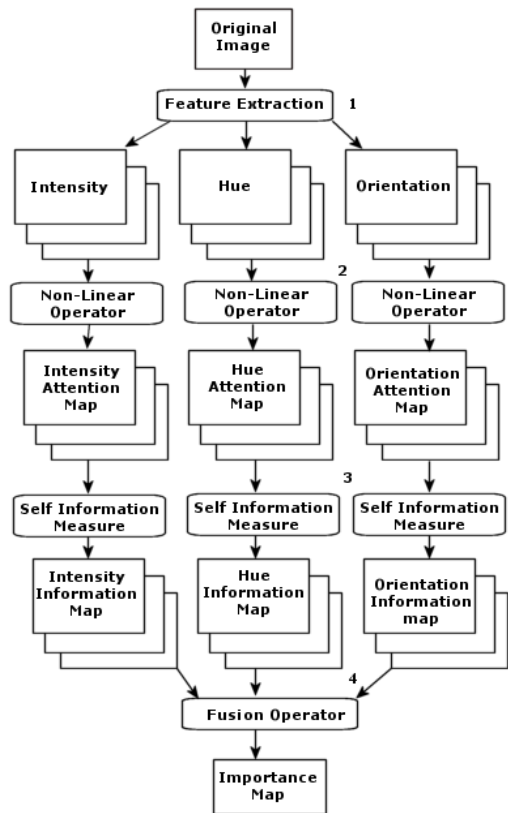 Original
Image
Feature Extraction 1
Intensity
Hue
Orientation
2
Non-Linear
Operator
Non-Linear
Operator
Non-Linear
Operator
Intensity
Attention
Map
Hue
Attention
Map
Orientation
Attention
Map
3
Self Information
Measure
Self Information
Measure
Self Information
Measure
Intensity
Information
Map
Hue
Information
Map
Orientation
Information
map
4
Fusion Operator
Importance
Map